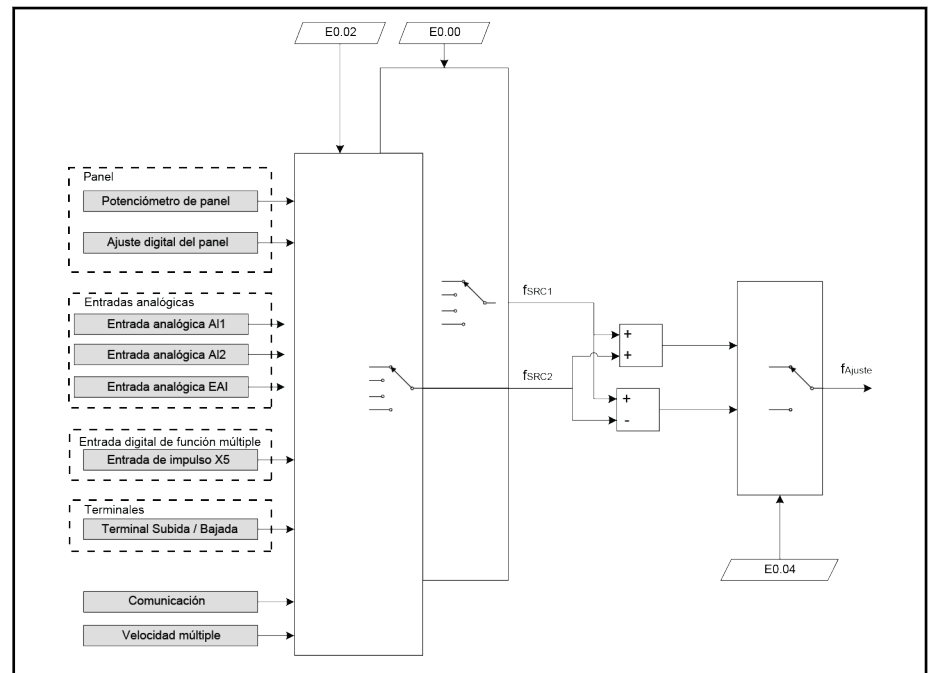 E0.02
E0.00
Panel
Potenciómetro de panel
Ajuste digital del panel
Entradas analógicas
Entrada analógica AI1
Entrada analógica AI2
Entrada analógica EAI
Entrada digital de función múltiple
Entrada de impulso X5
Terminales
Terminal Subida / Bajada
Comunicación
Velocidad múltiple
fSRC1
fSRC2
+
+
+
-
fAjuste
E0.04